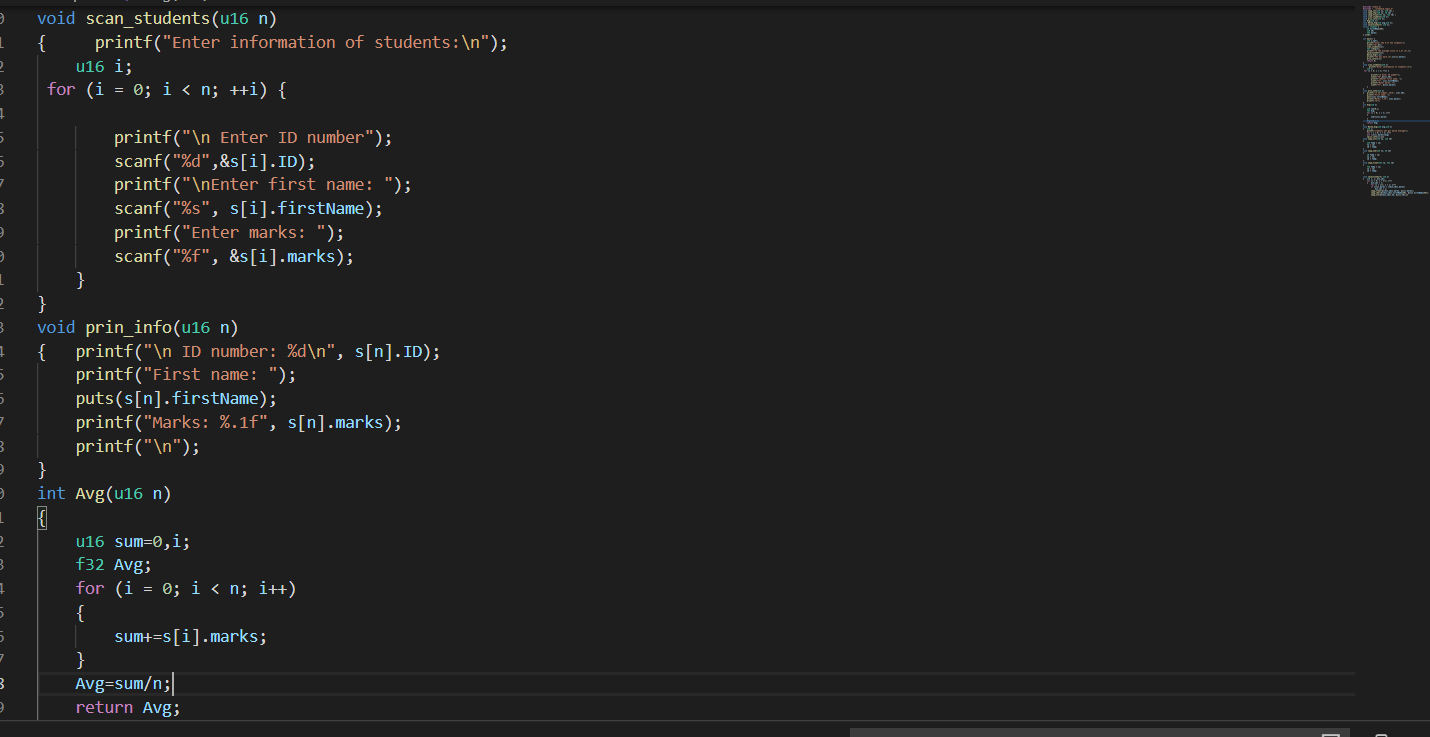 void scan_students(u16 n)
{     printf("Enter information of students:\n");
    u16 i;
 for (i = 0; i < n; ++i) {
        printf("\n Enter ID number");
        scanf("%d",&s[i].ID);
        printf("\nEnter first name: ");
        scanf("%s", s[i].firstName);
        printf("Enter marks: ");
        scanf("%f", &s[i].marks);
    }
}
void prin_info(u16 n)
{   printf("\n ID number: %d\n", s[n].ID);
    printf("First name: ");
    puts(s[n].firstName);
    printf("Marks: %.1f", s[n].marks);
    printf("\n");
}
int Avg(u16 n)
{
    u16 sum=0,i;
    f32 Avg;
    for (i = 0; i < n; i++)
    {
        sum+=s[i].marks;
    }
    Avg=sum/n;
    return Avg;